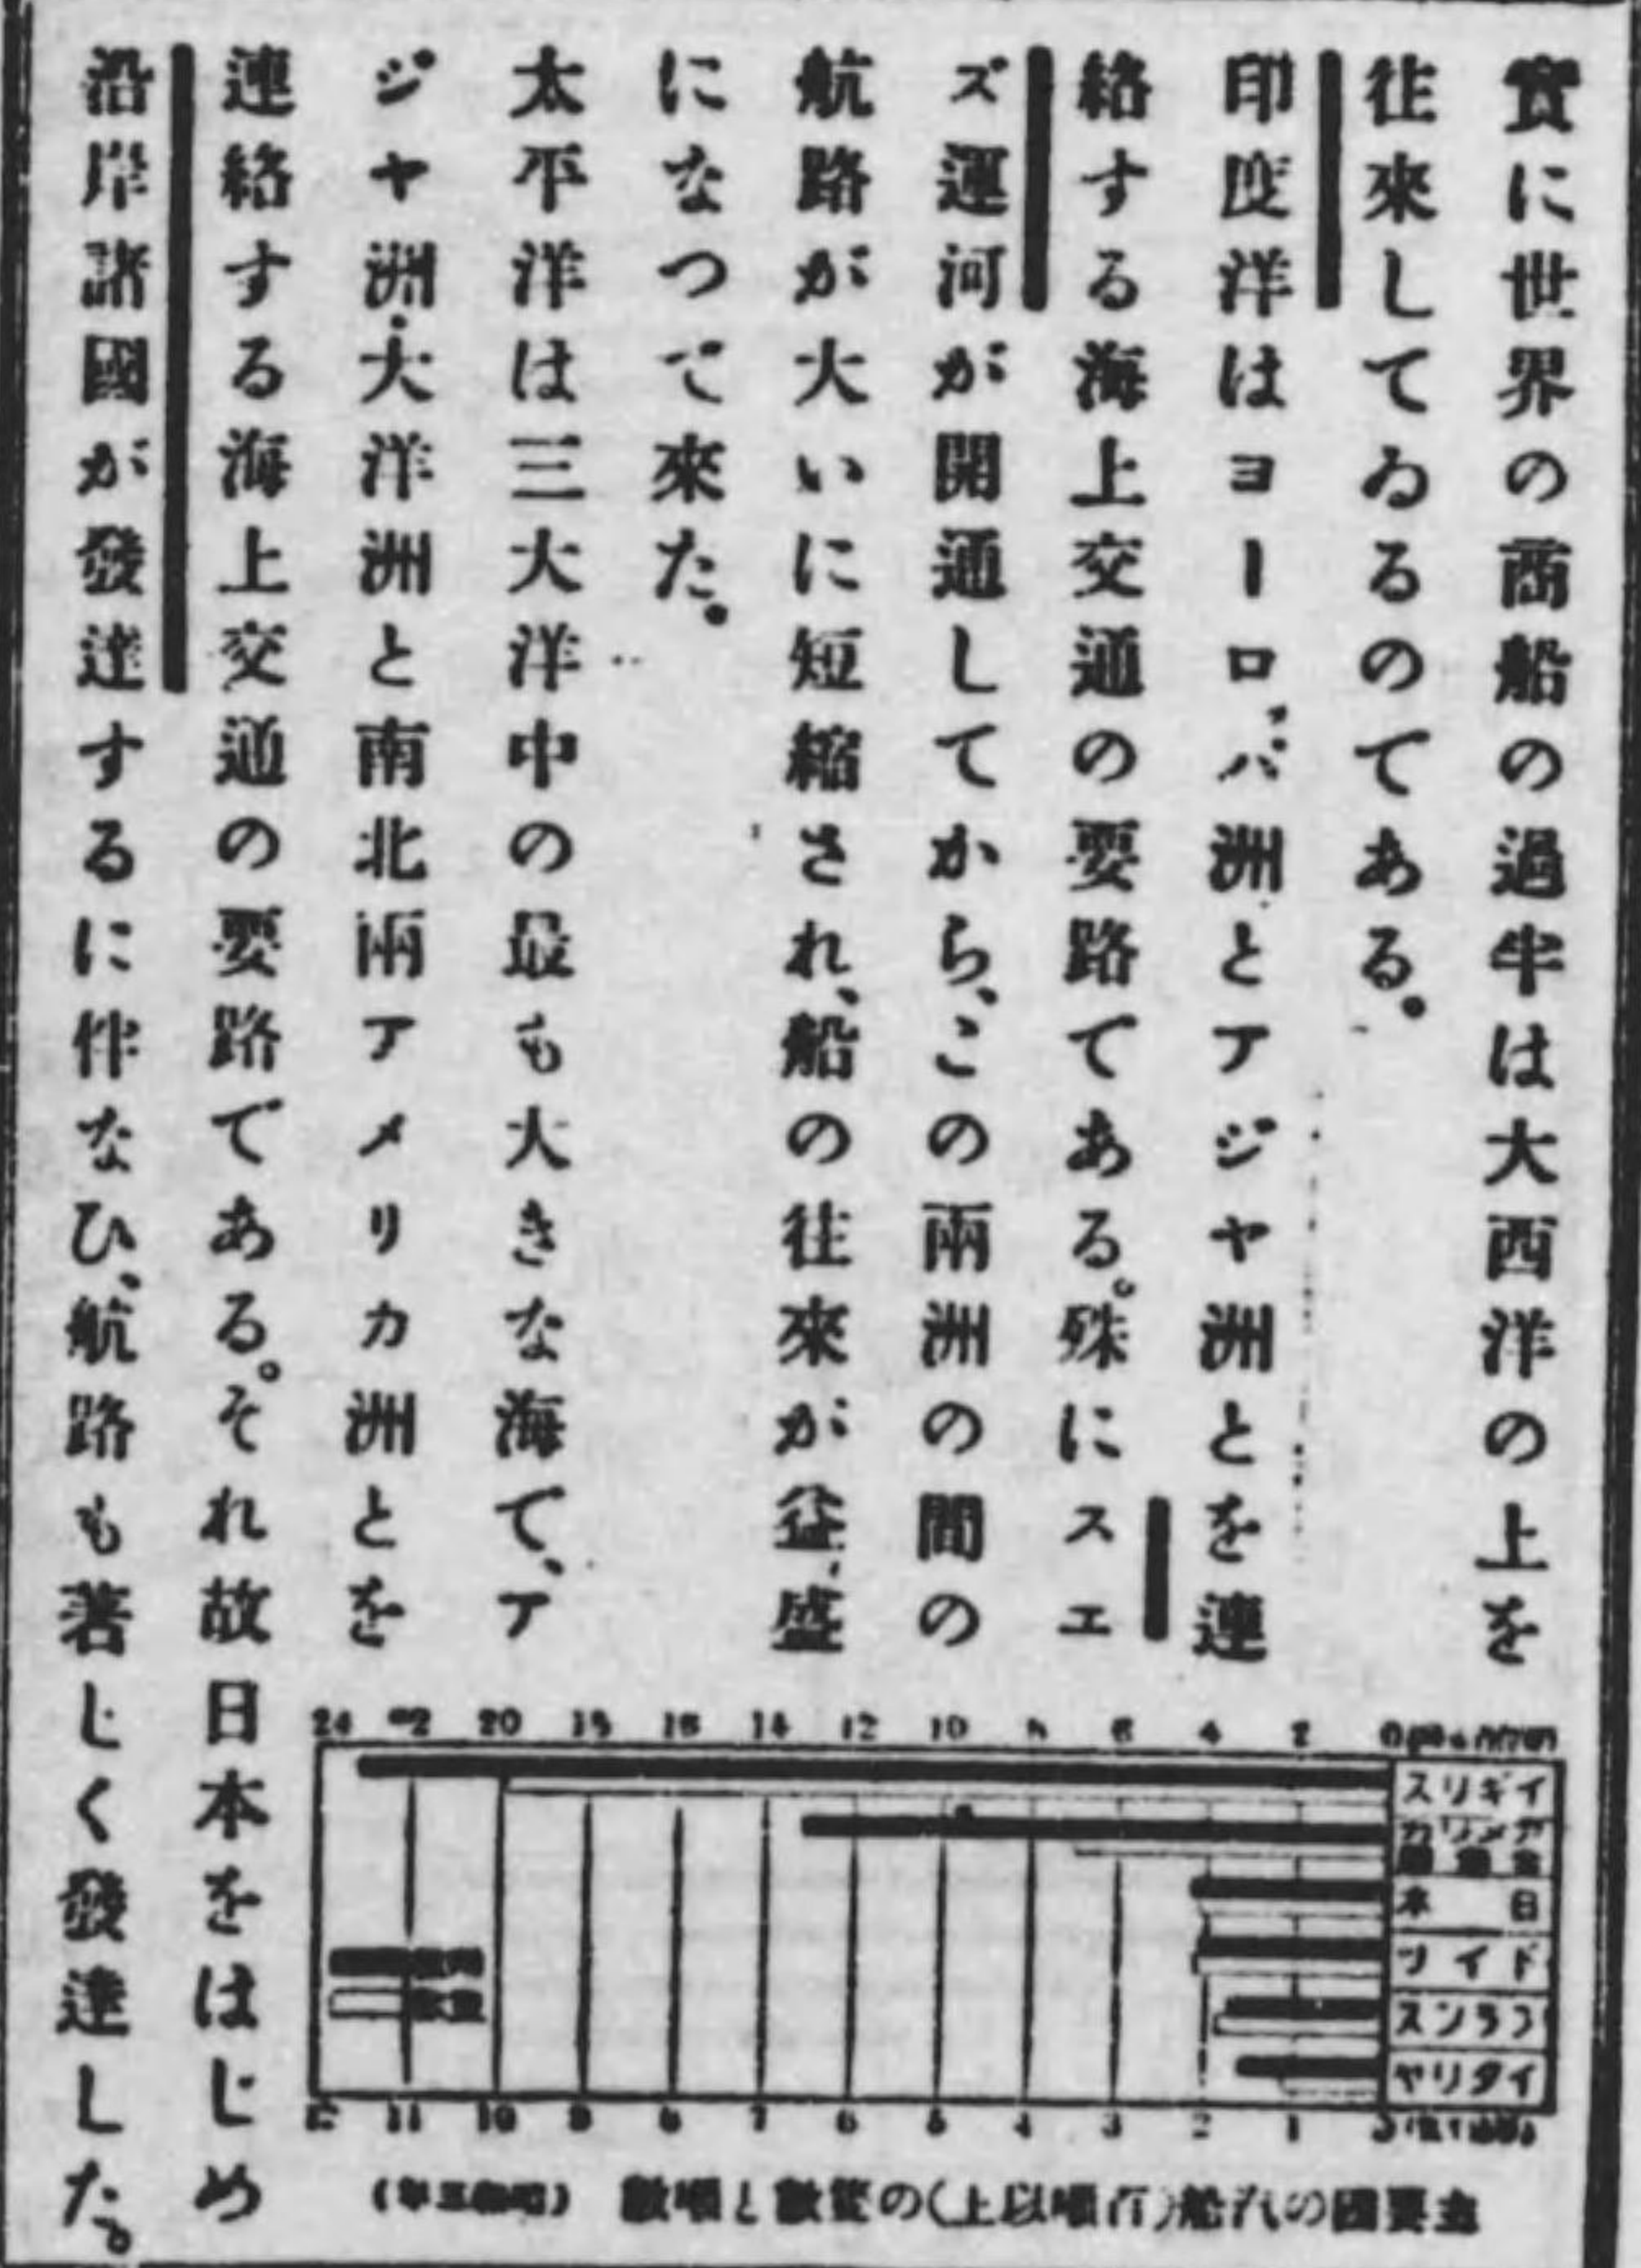 實に世界の商船の過半は大西洋の上を
往來してゐるのである。
印度洋はヨーロッパ洲とアジヤ洲とを連
絡する海上交通の要路である。殊にスエ
ズ運河が開通してから、この兩洲の間の
航路が大いに短縮され、船の往來が益、盛
になつて來た。
太平洋は三大洋中の最も大きな海で、ア
ジヤ洲・大洋洲と南北兩アメリカ洲とを
連絡する海上交通の要路である。それ故日本をはじめ
沿岸諸國が發達するに伴なひ、航路も著しく發達した。
24 22 20 18 16 14 12 10 8 6 4 2 0
イギリス
アメリカ
日本
ドイツ
フランス
イタリヤ
12 11 10 9 8 7 6 5 4 3 2 1 0
主要國の汽船(百噸以上)の隻數と噸數